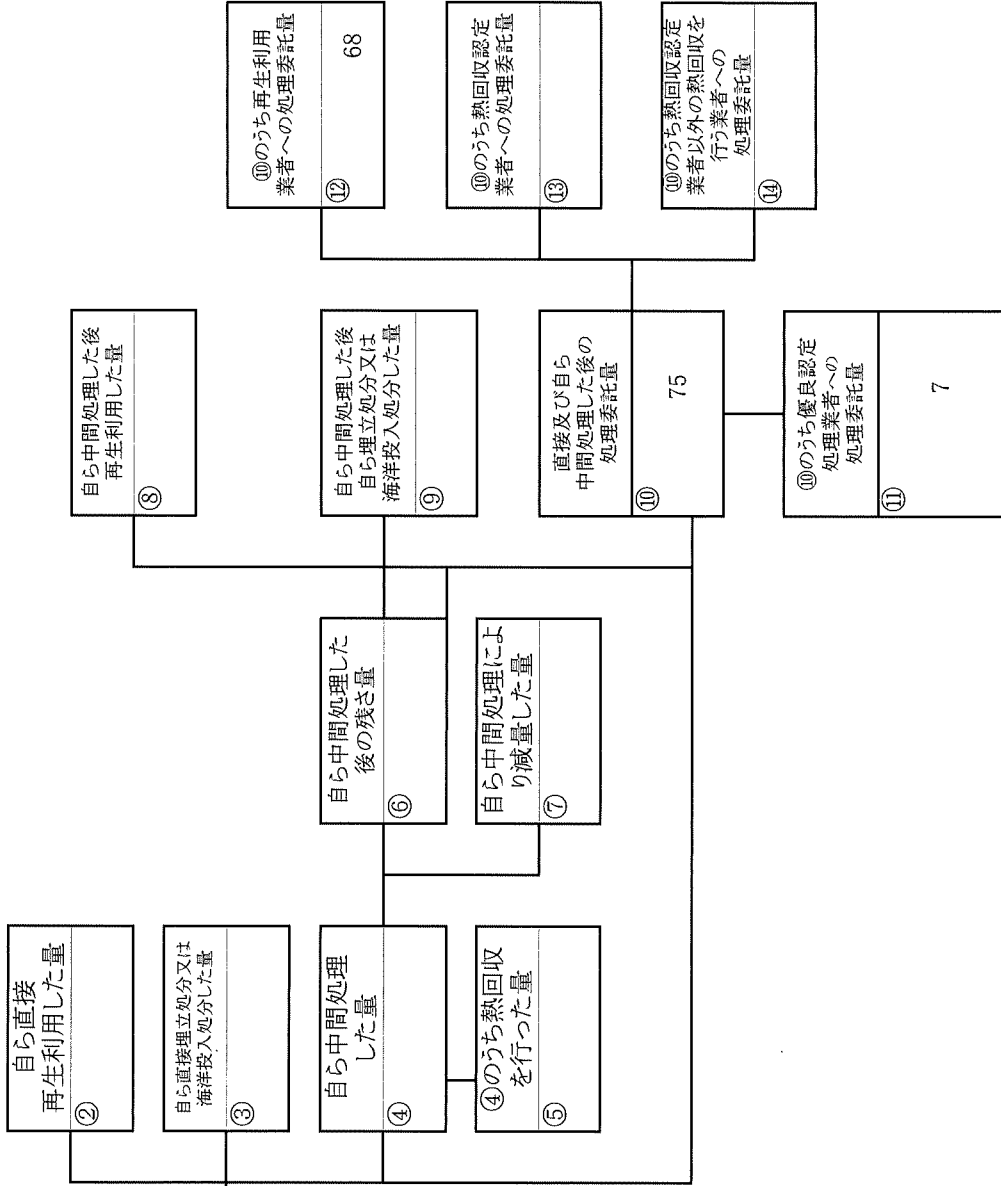 自ら直接
再生利用した量
②
自ら直接埋立処分又は
海洋投入処分した量
③
自ら中間処理
した量
④
④のうち熱回収
を行った量
⑤
自ら中間処理した
後の残さ量
⑥
自ら中間処理によ
り減量した量
⑦
自ら中間処理した後
再生利用した量
⑧
自ら中間処理した後
自ら埋立処分又は
海洋投入処分した量
⑨
直接及び自ら
中間処理した後の
処理委託量
⑩
75
⑩のうち優良認定
処理業者への
処理委託量
⑪
7
⑩のうち再生利用
業者への処理委託量
⑫
68
⑩のうち熱回収認定
業者への処理委託量
⑬
⑩のうち熱回収認定
業者以外の熱回収を
行う業者への
処理委託量
⑭